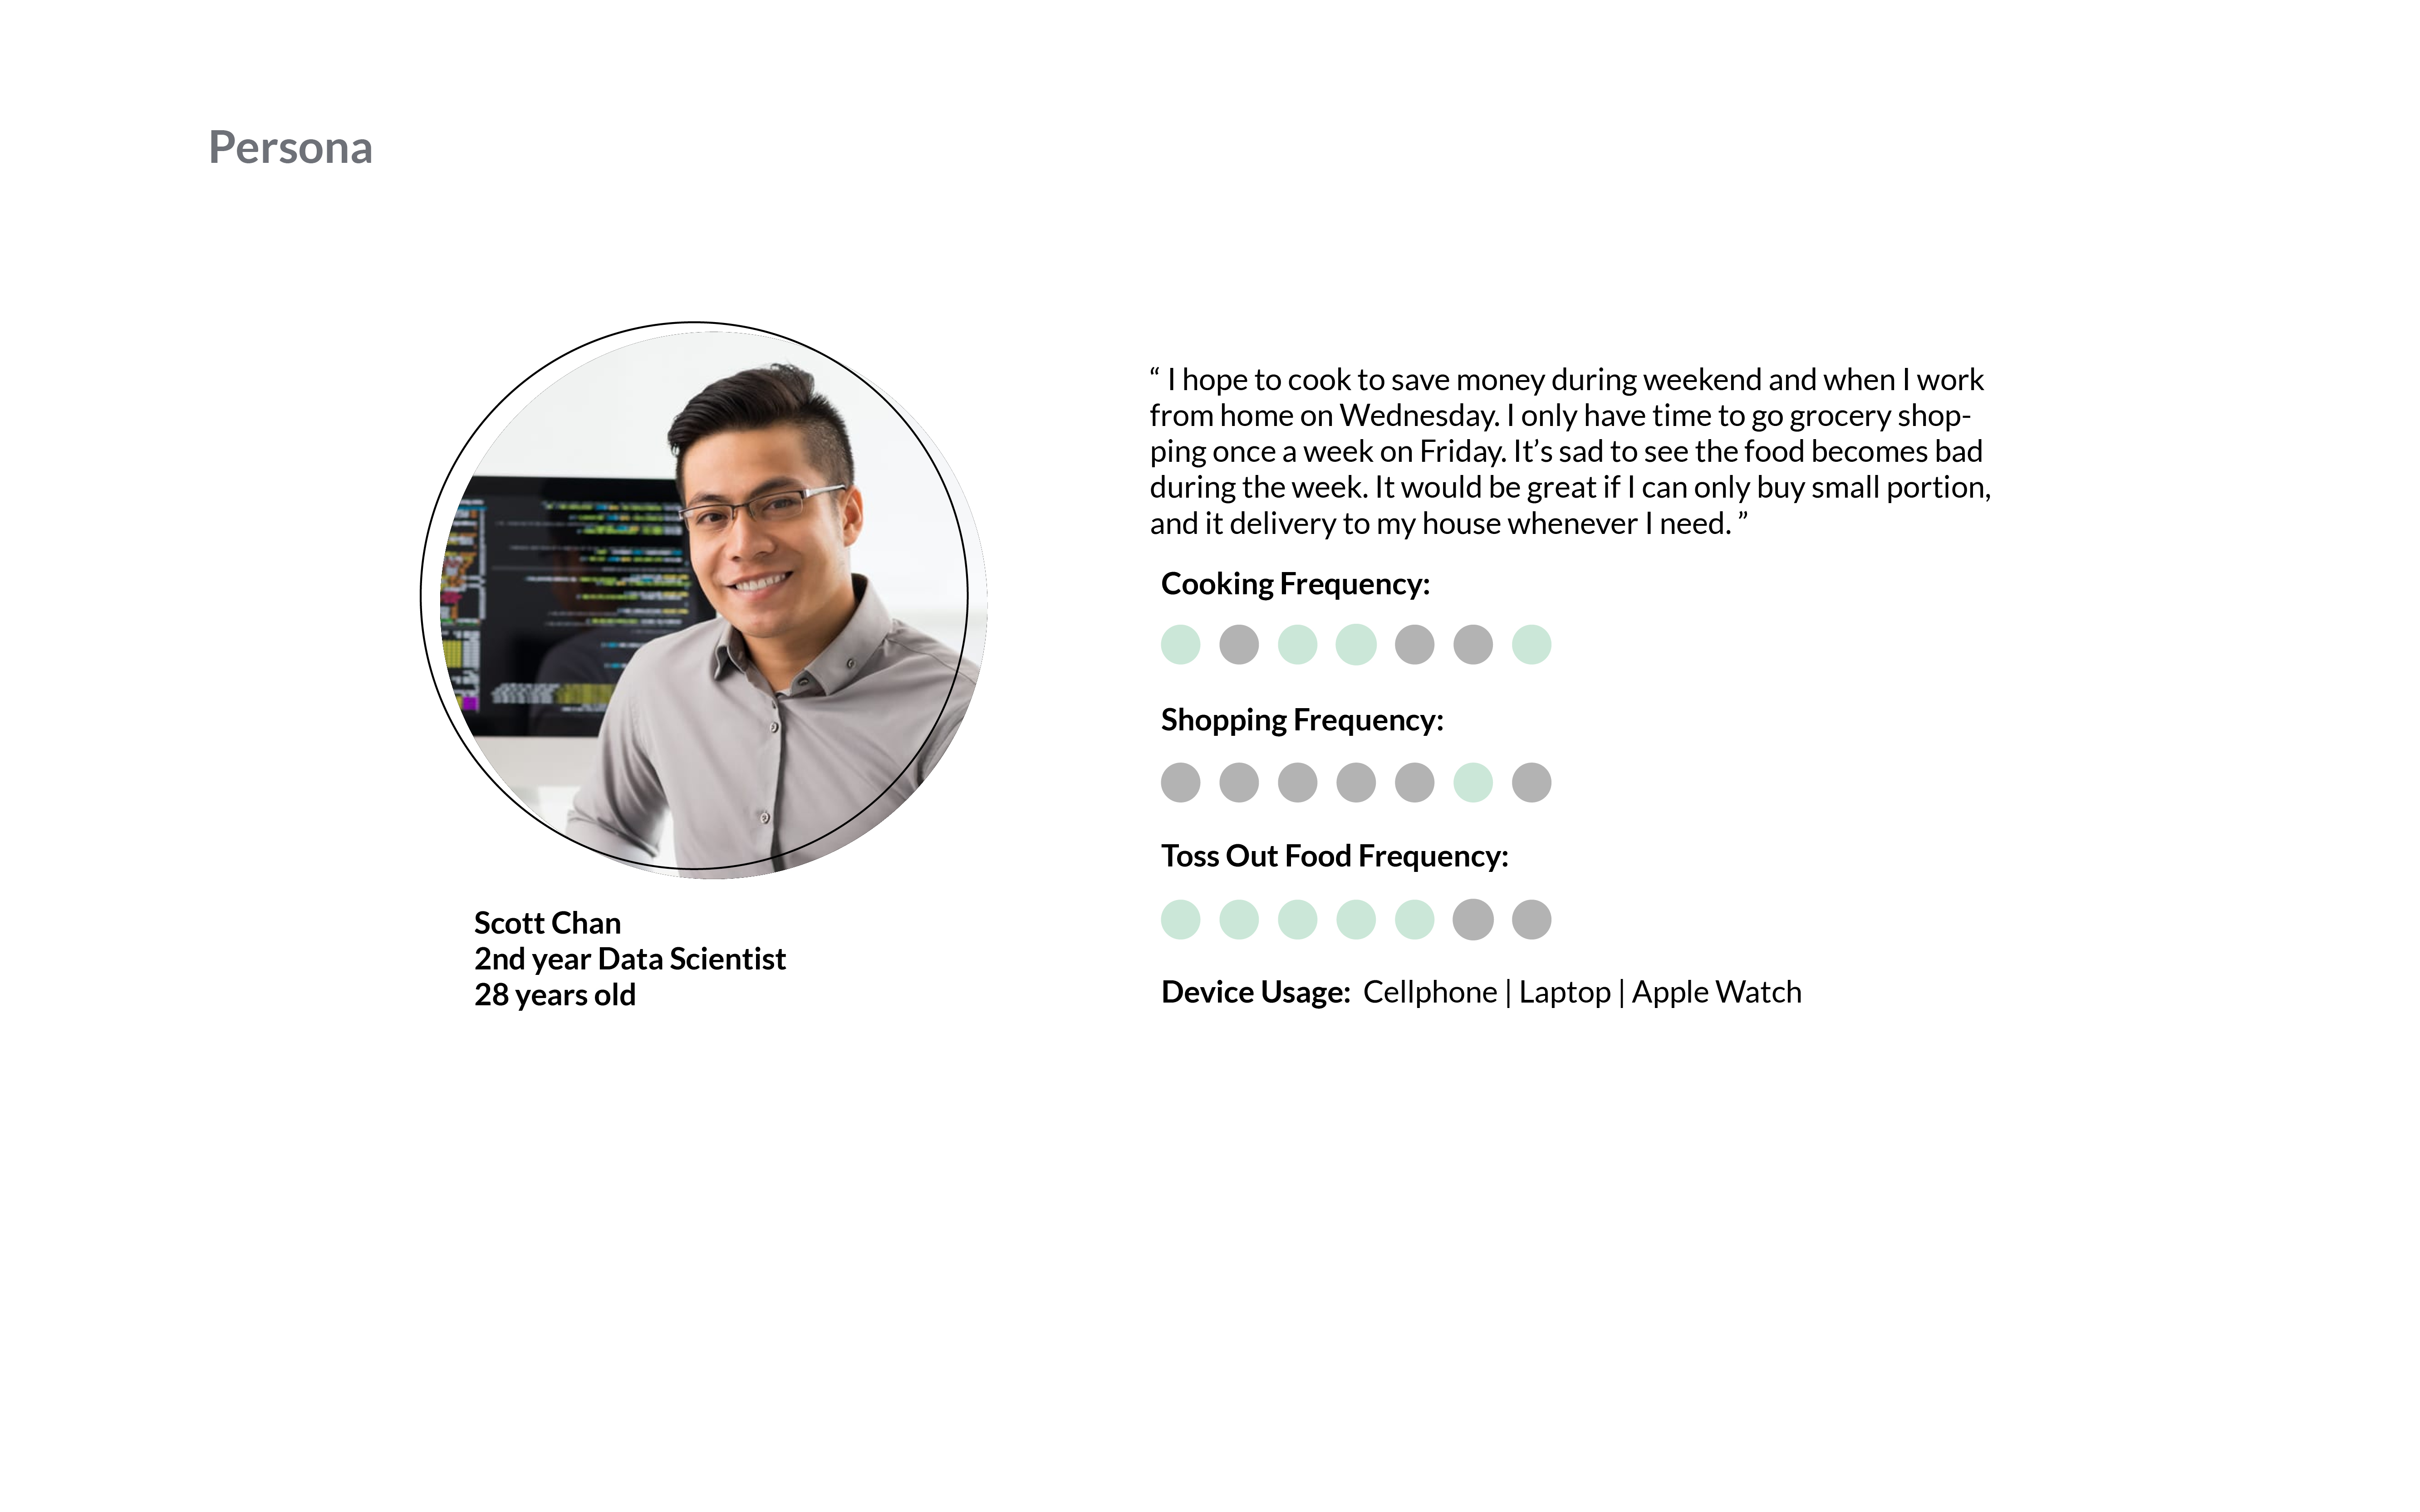 Persona
“ I hope to cook to save money during weekend and when I work
from home on Wednesday. I only have time to go grocery shop-
ping once a week on Friday. It’s sad to see the food becomes bad
during the week. It would be great if I can only buy small portion,
and it delivery to my house whenever I need. ”
Cooking Frequency:
Shopping Frequency:
Toss Out Food Frequency:
Device Usage: Cellphone | Laptop | Apple Watch
Scott Chan
2nd year Data Scientist
28 years old